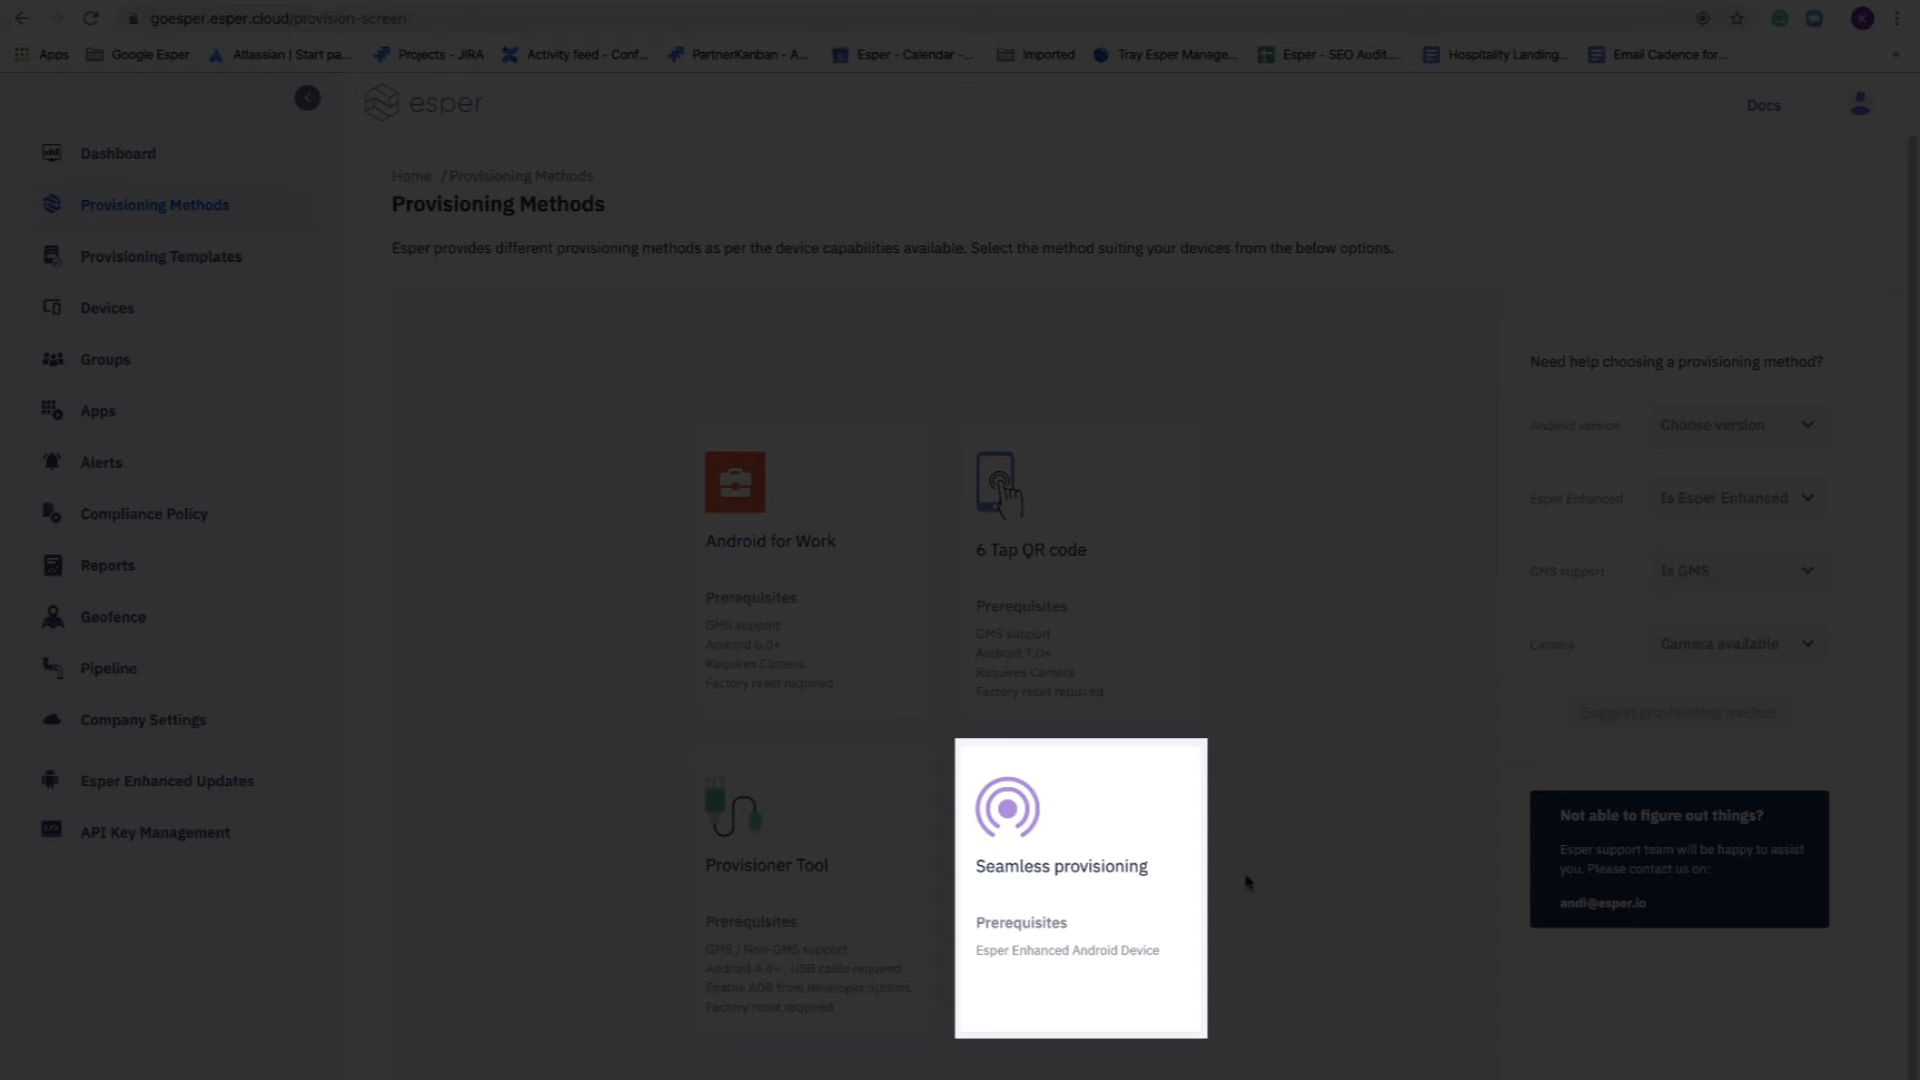 goesper.esper.cloud/provision-screen
Apps
Google Esper
Atlassian | Start pa...
Projects - JIRA
Activity feed - Conf...
PartnerKanban - A...
Esper - Calendar -...
Imported
Tray Esper Manage...
Esper - SEO Audit....
Hospitality Landing...
Email Cadence for...
K
esper
Docs
Dashboard
Provisioning Methods
Provisioning Templates
Devices
Groups
Apps
Alerts
Compliance Policy
Reports
Geofence
Pipeline
Company Settings
Esper Enhanced Updates
API Key Management
Home / Provisioning Methods
Provisioning Methods
Esper provides different provisioning methods as per the device capabilities available. Select the method suiting your devices from the below options.
Android for Work
Prerequisites
GMS support
Android 6.0+
Requires Camera
Factory reset required
6 Tap QR code
Prerequisites
GMS support
Android 7.0+
Requires Camera
Factory reset required
Provisioner Tool
Prerequisites
GMS / Non-GMS support
Android 4.4+ ; USB cable required
Enable ADB from developer options
Factory reset required
Seamless provisioning
Prerequisites
Esper Enhanced Android Device
Need help choosing a provisioning method?
Android version
Choose version
Esper Enhanced
Is Esper Enhanced
GMS support
Is GMS
Camera
Camera available
Suggest provisioning method
Not able to figure out things?
Esper support team will be happy to assist
you. Please contact us on:
andi@esper.io